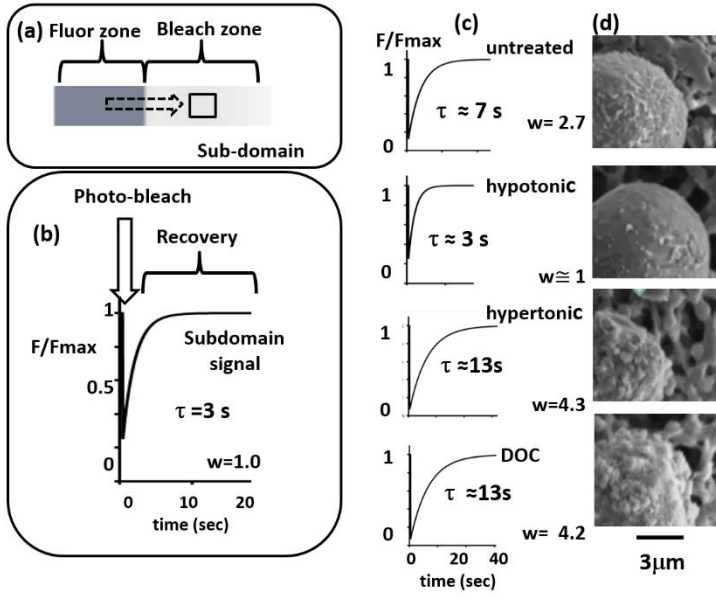 (a)
Fluor zone
Bleach zone
Sub-domain
Photo-bleach
(b)
Recovery
1
F/Fmax
Subdomain
signal
0.5
τ =3 s
0
w=1.0
0 10 20
time (sec)
(c)
F/Fmax
untreated
1
τ ≈ 7 s
w= 2.7
0
1
hypotonic
τ ≈ 3 s
0
w≅ 1
hypertonic
1
τ ≈13s
0
w=4.3
1
DOC
τ ≈13s
0
w= 4.2
0 20 40
time (sec)
(d)
3μm